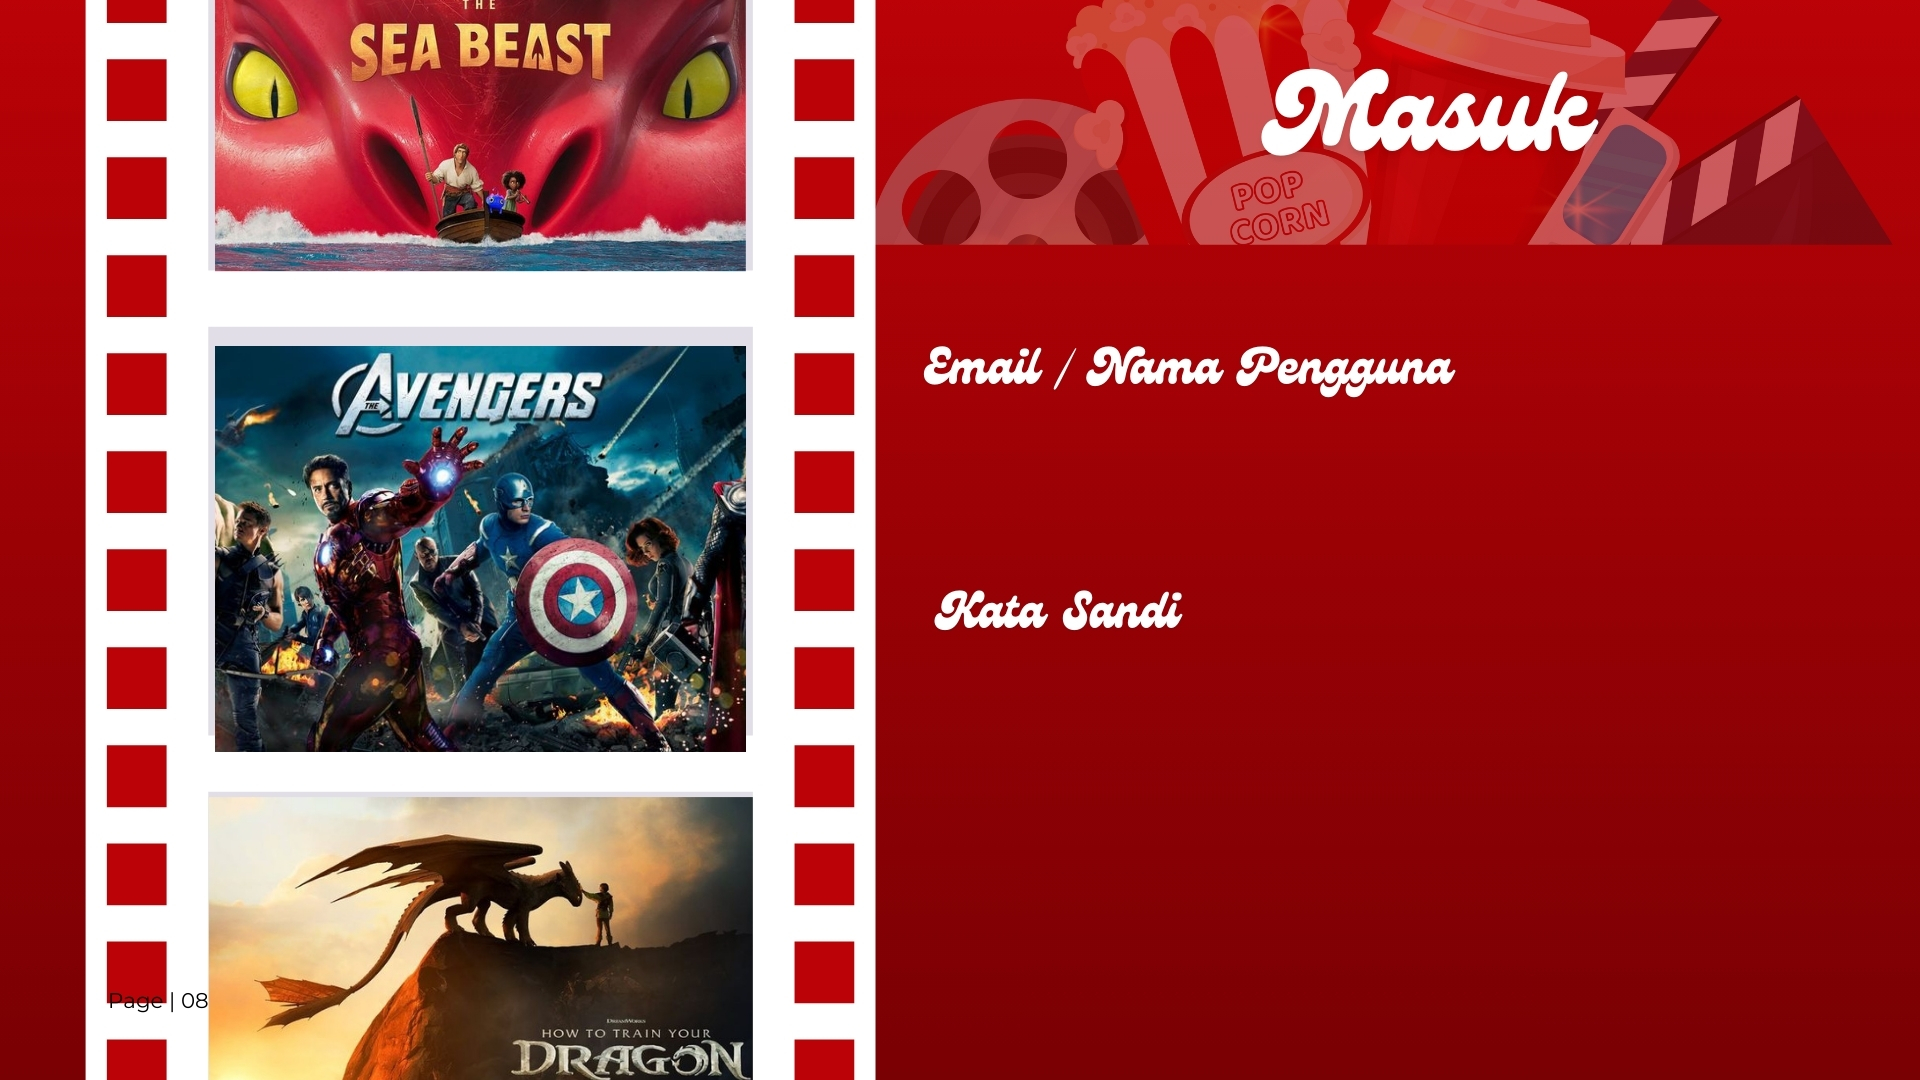 THE
SEA BEAST
THE AVENGERS
DREAMWORKS
HOW TO TRAIN YOUR
DRAGON
Page | 08
Masuk
POP
CORN
Email / Nama Pengguna
Kata Sandi